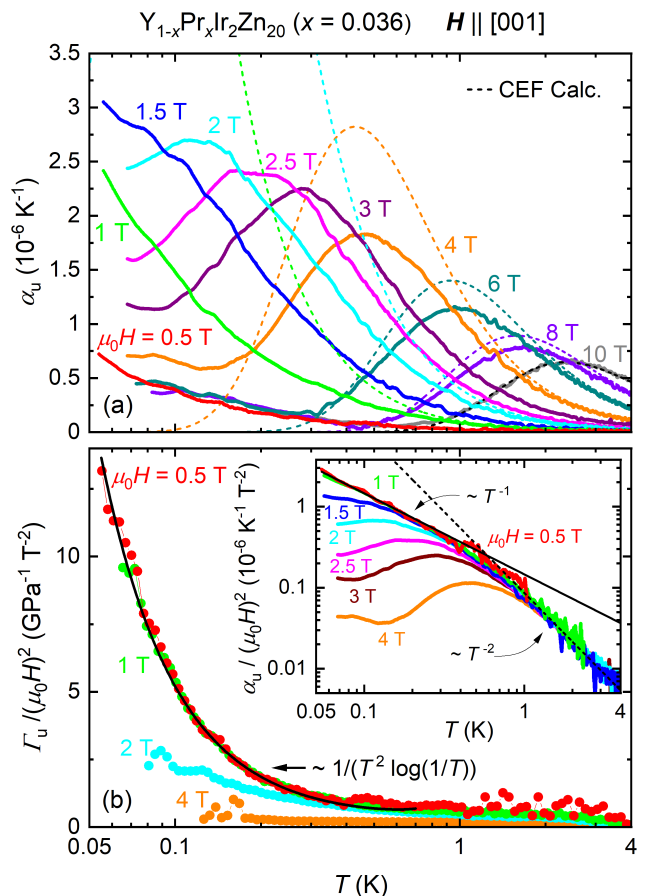 Y₁₋ₓPrₓIr₂Zn₂₀ (x = 0.036) H || [001]
3.5
3
2.5
2
1.5
1
0.5
0
αu (10⁻⁶ K⁻¹)
CEF Calc.
1.5 T
2 T
2.5 T
3 T
4 T
1 T
6 T
8 T
10 T
μ₀H = 0.5 T
(a)
10
5
0
Γu /(μ₀H)² (GPa⁻¹ T⁻²)
μ₀H = 0.5 T
1 T
2 T
4 T
~ 1/(T² log(1/T))
(b)
0.05
0.1
1
4
T (K)
1
0.1
0.01
αu / (μ₀H)² (10⁻⁶ K⁻¹ T⁻²)
1 T
~ T⁻¹
1.5 T
μ₀H = 0.5 T
2 T
2.5 T
3 T
4 T
~ T⁻²
0.05
0.1
1
4
T (K)